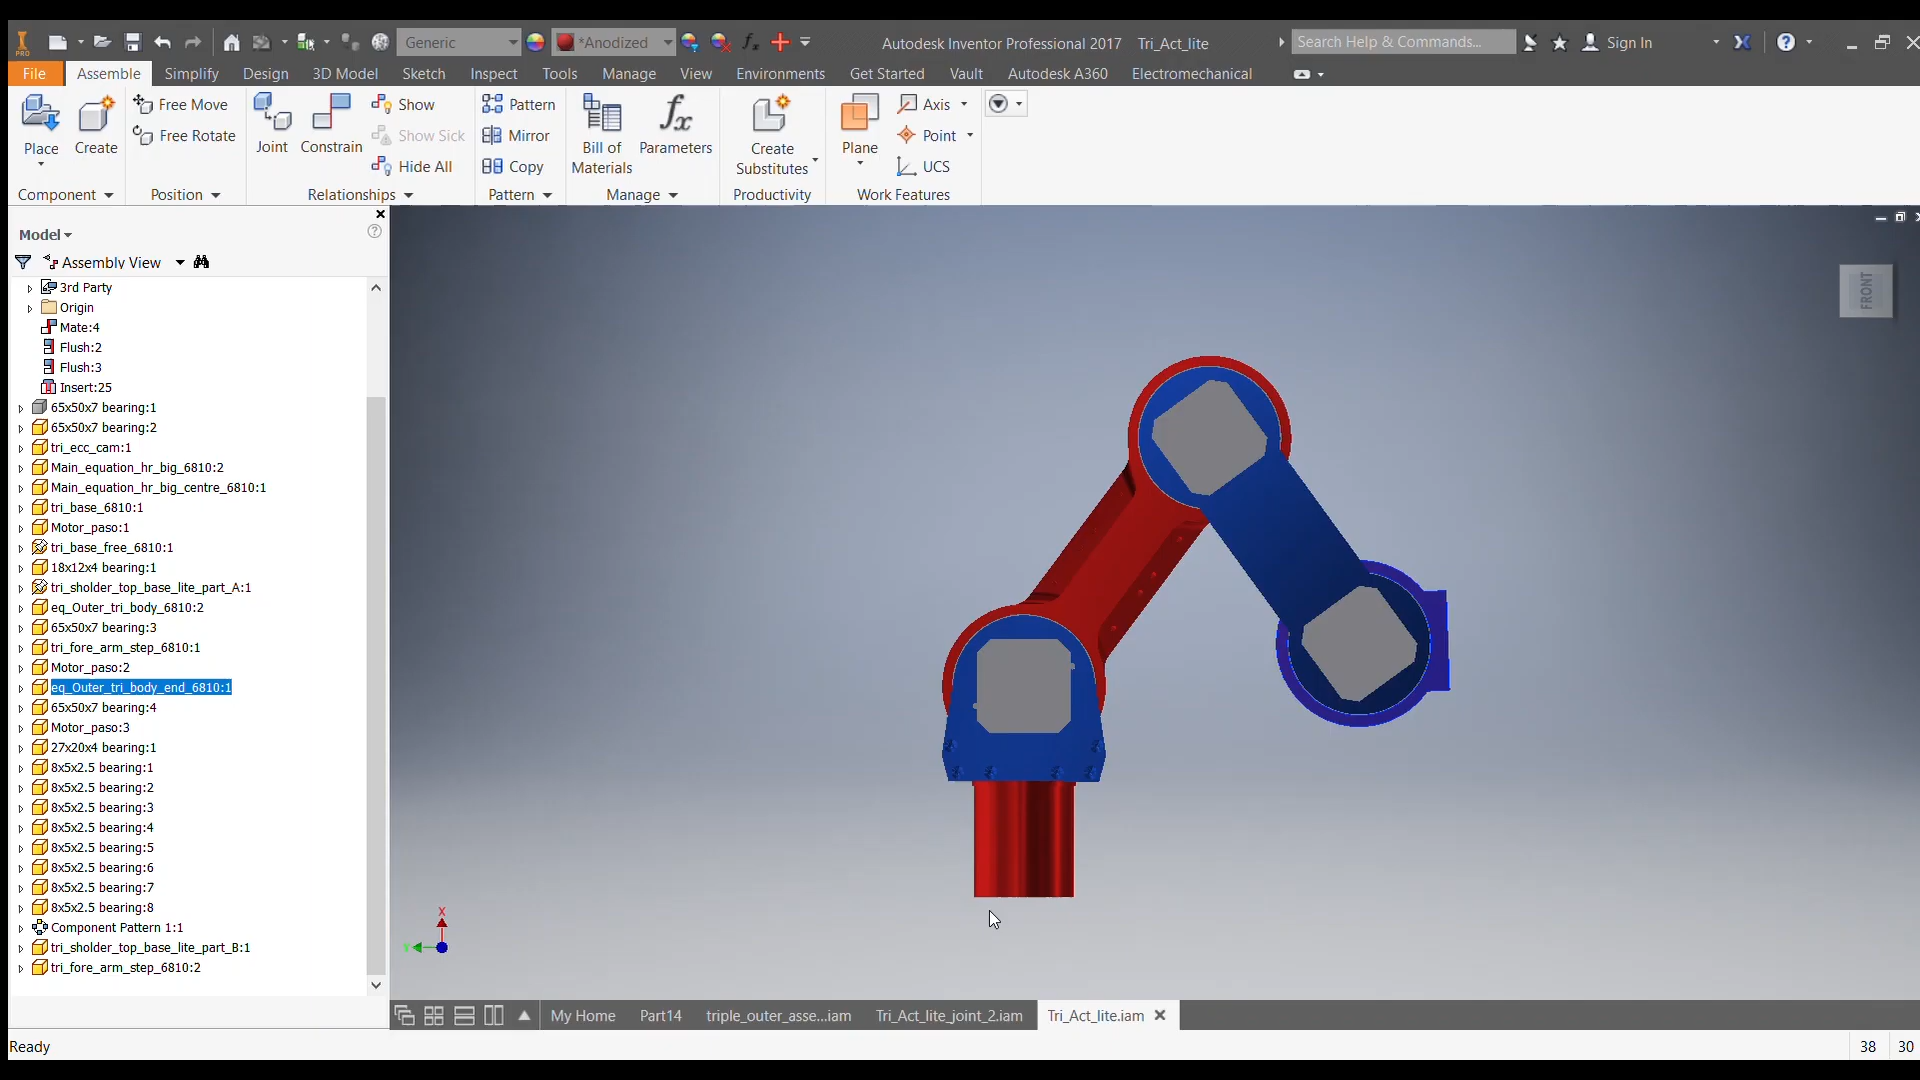 PRO
Generic
*Anodized
Autodesk Inventor Professional 2017 Tri_Act_lite
Search Help & Commands...
Sign In
File Assemble Simplify Design 3D Model Sketch Inspect Tools Manage View Environments Get Started Vault Autodesk A360 Electromechanical
Place
Create
Component
Free Move
Free Rotate
Position
Joint
Constrain
Show
Show Sick
Hide All
Relationships
Pattern
Mirror
Copy
Pattern
Bill of
Materials
Parameters
Manage
Create
Substitutes
Productivity
Plane
Axis
Point
UCS
Work Features
Model
Assembly View
3rd Party
Origin
Mate:4
Flush:2
Flush:3
Insert:25
65x50x7 bearing:1
65x50x7 bearing:2
tri_ecc_cam:1
Main_equation_hr_big_6810:2
Main_equation_hr_big_centre_6810:1
tri_base_6810:1
Motor_paso:1
tri_base_free_6810:1
18x12x4 bearing:1
tri_sholder_top_base_lite_part_A:1
eq_Outer_tri_body_6810:2
65x50x7 bearing:3
tri_fore_arm_step_6810:1
Motor_paso:2
eq_Outer_tri_body_end_6810:1
65x50x7 bearing:4
Motor_paso:3
27x20x4 bearing:1
8x5x2.5 bearing:1
8x5x2.5 bearing:2
8x5x2.5 bearing:3
8x5x2.5 bearing:4
8x5x2.5 bearing:5
8x5x2.5 bearing:6
8x5x2.5 bearing:7
8x5x2.5 bearing:8
Component Pattern 1:1
tri_sholder_top_base_lite_part_B:1
tri_fore_arm_step_6810:2
FRONT
X
Y
My Home Part14 triple_outer_asse...iam Tri_Act_lite_joint_2.iam Tri_Act_lite.iam
Ready
38 30